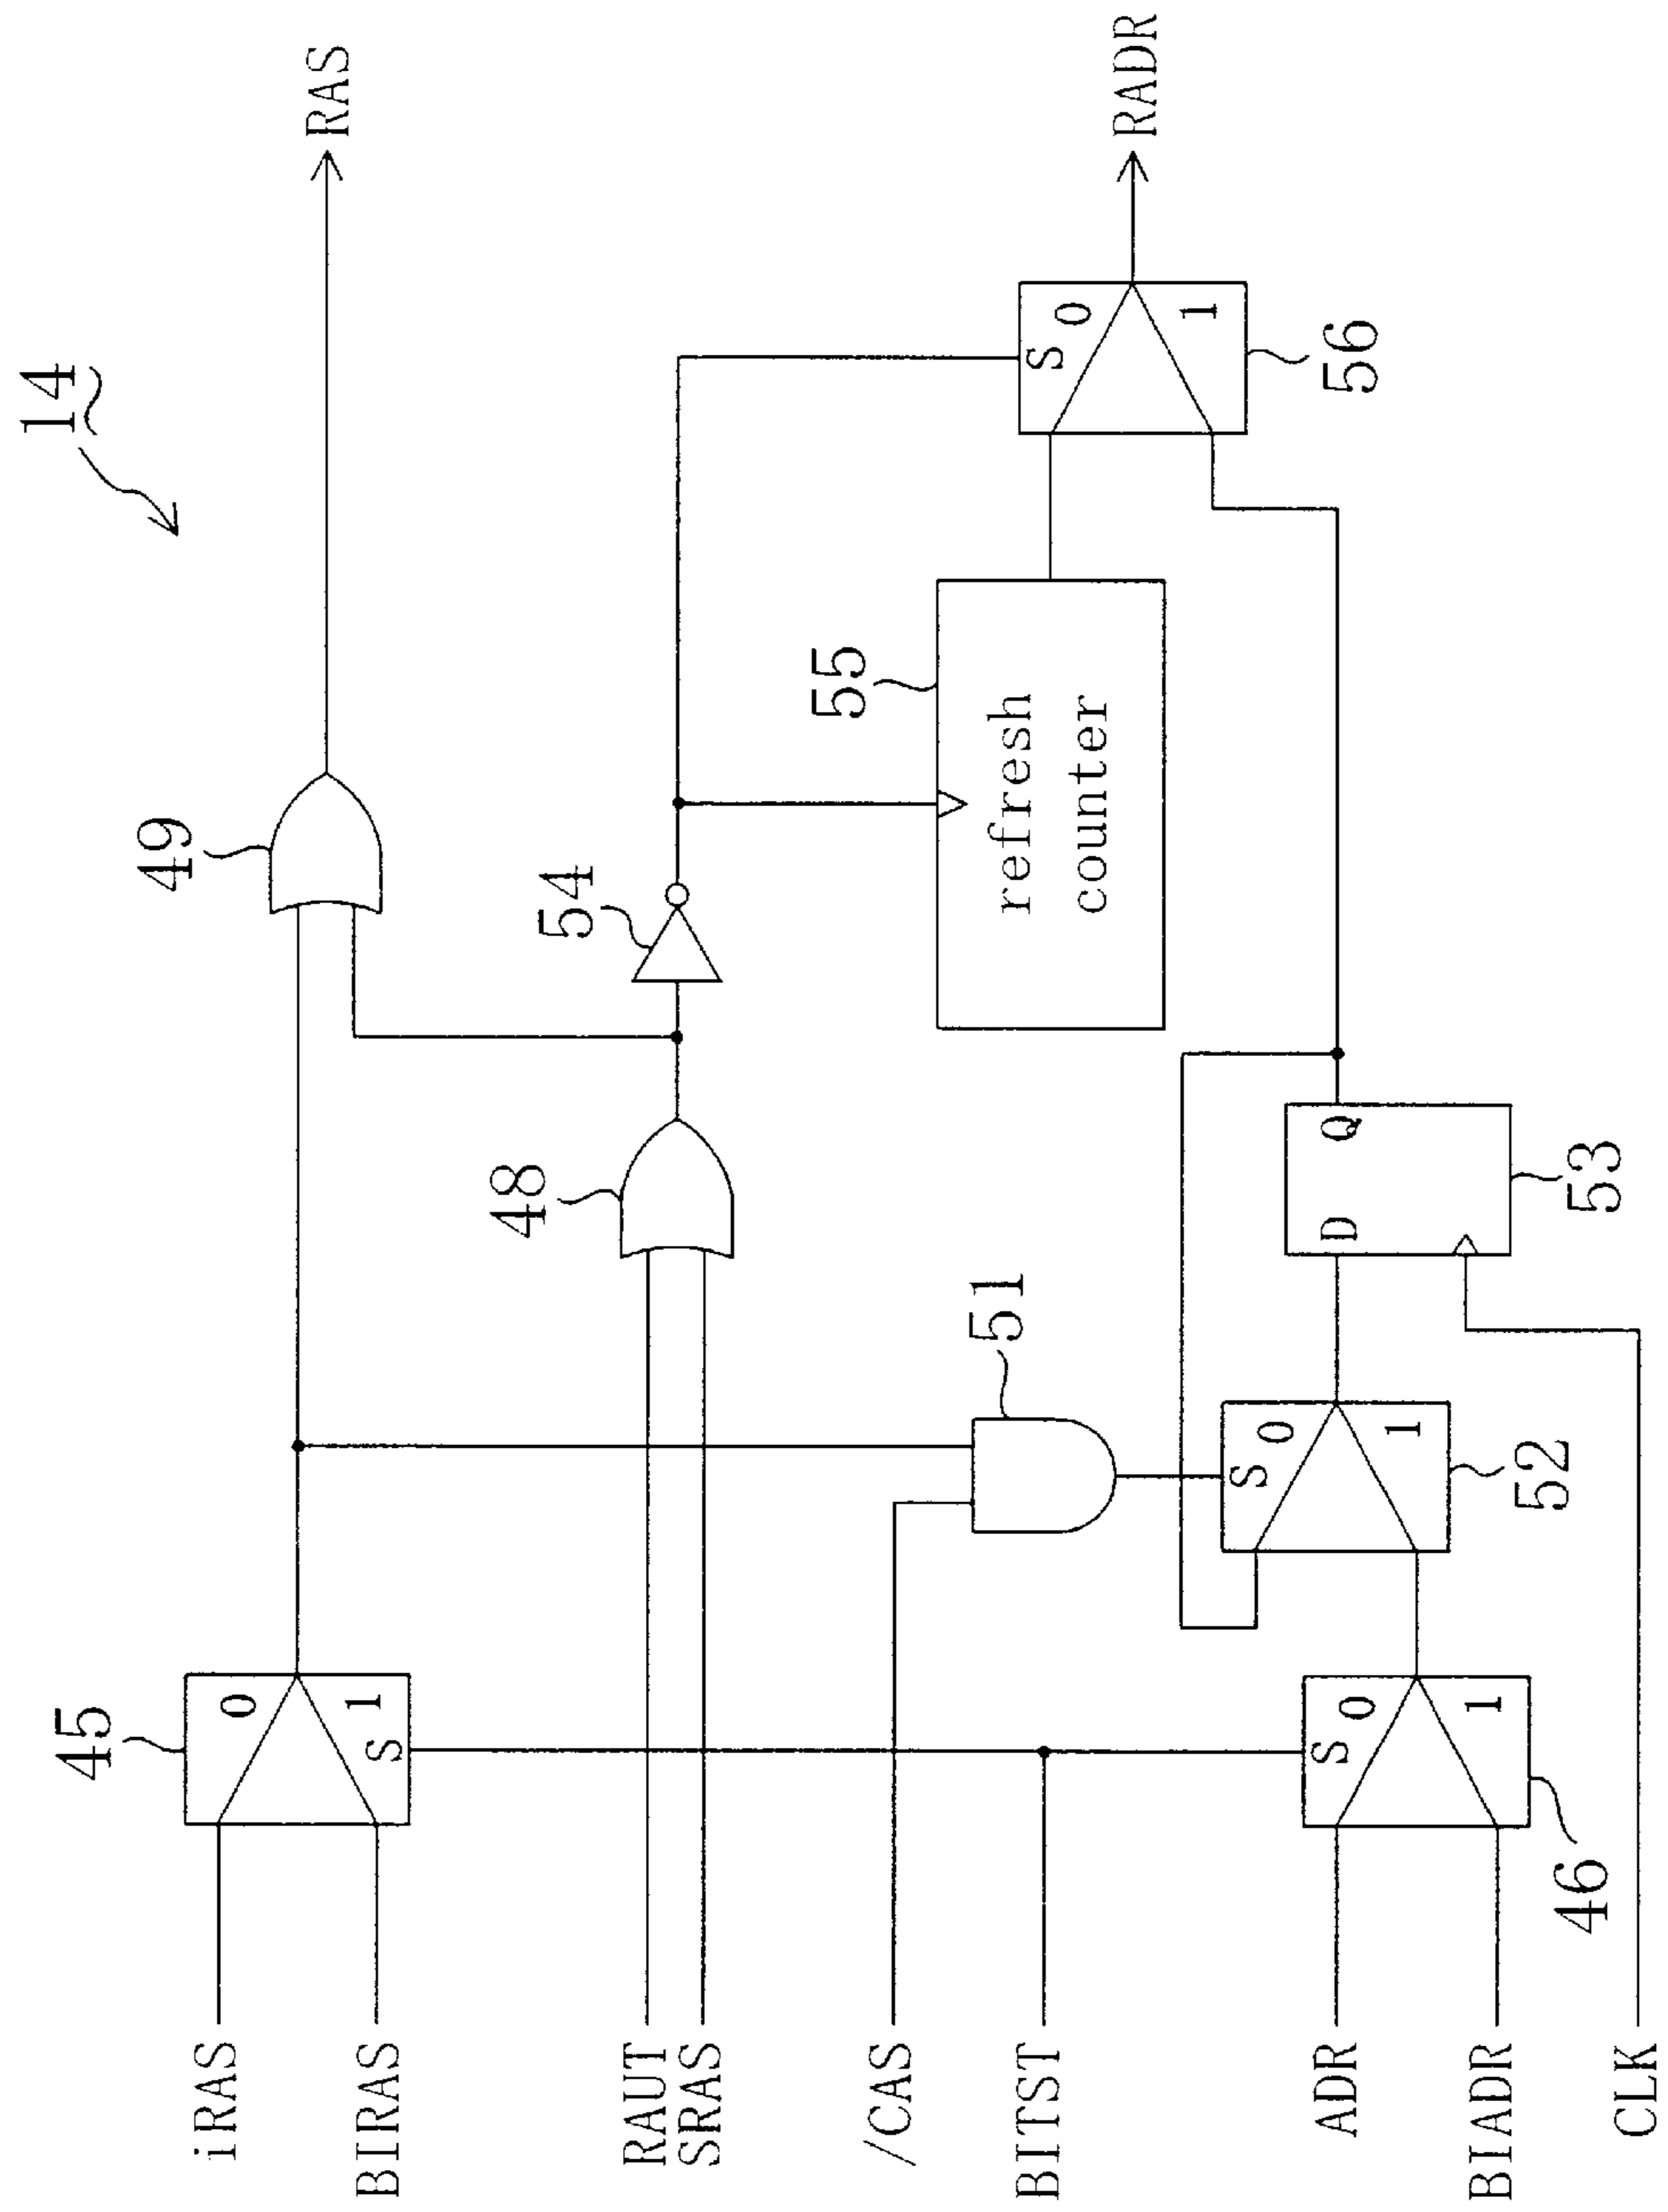 14
45
0
1
S
iRAS
BIRAS
49
RAS
RAUT
SRAS
48
54
/CAS
51
BITST
55
refresh
counter
S
0
1
56
RADR
ADR
BIADR
S
0
1
46
S
0
1
52
D
Q
53
CLK